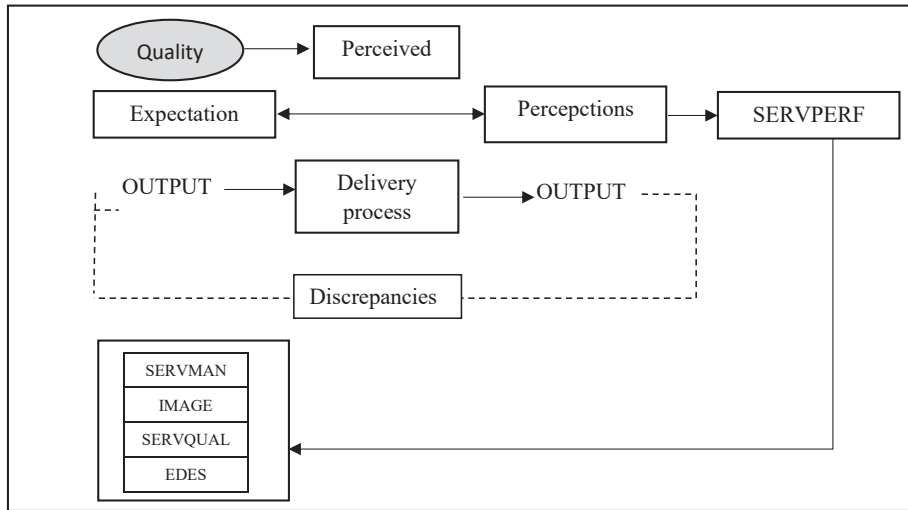 Quality
Perceived
Expectation
Percepctions
SERVPERF
OUTPUT
Delivery
process
OUTPUT
Discrepancies
SERVMAN
IMAGE
SERVQUAL
EDES